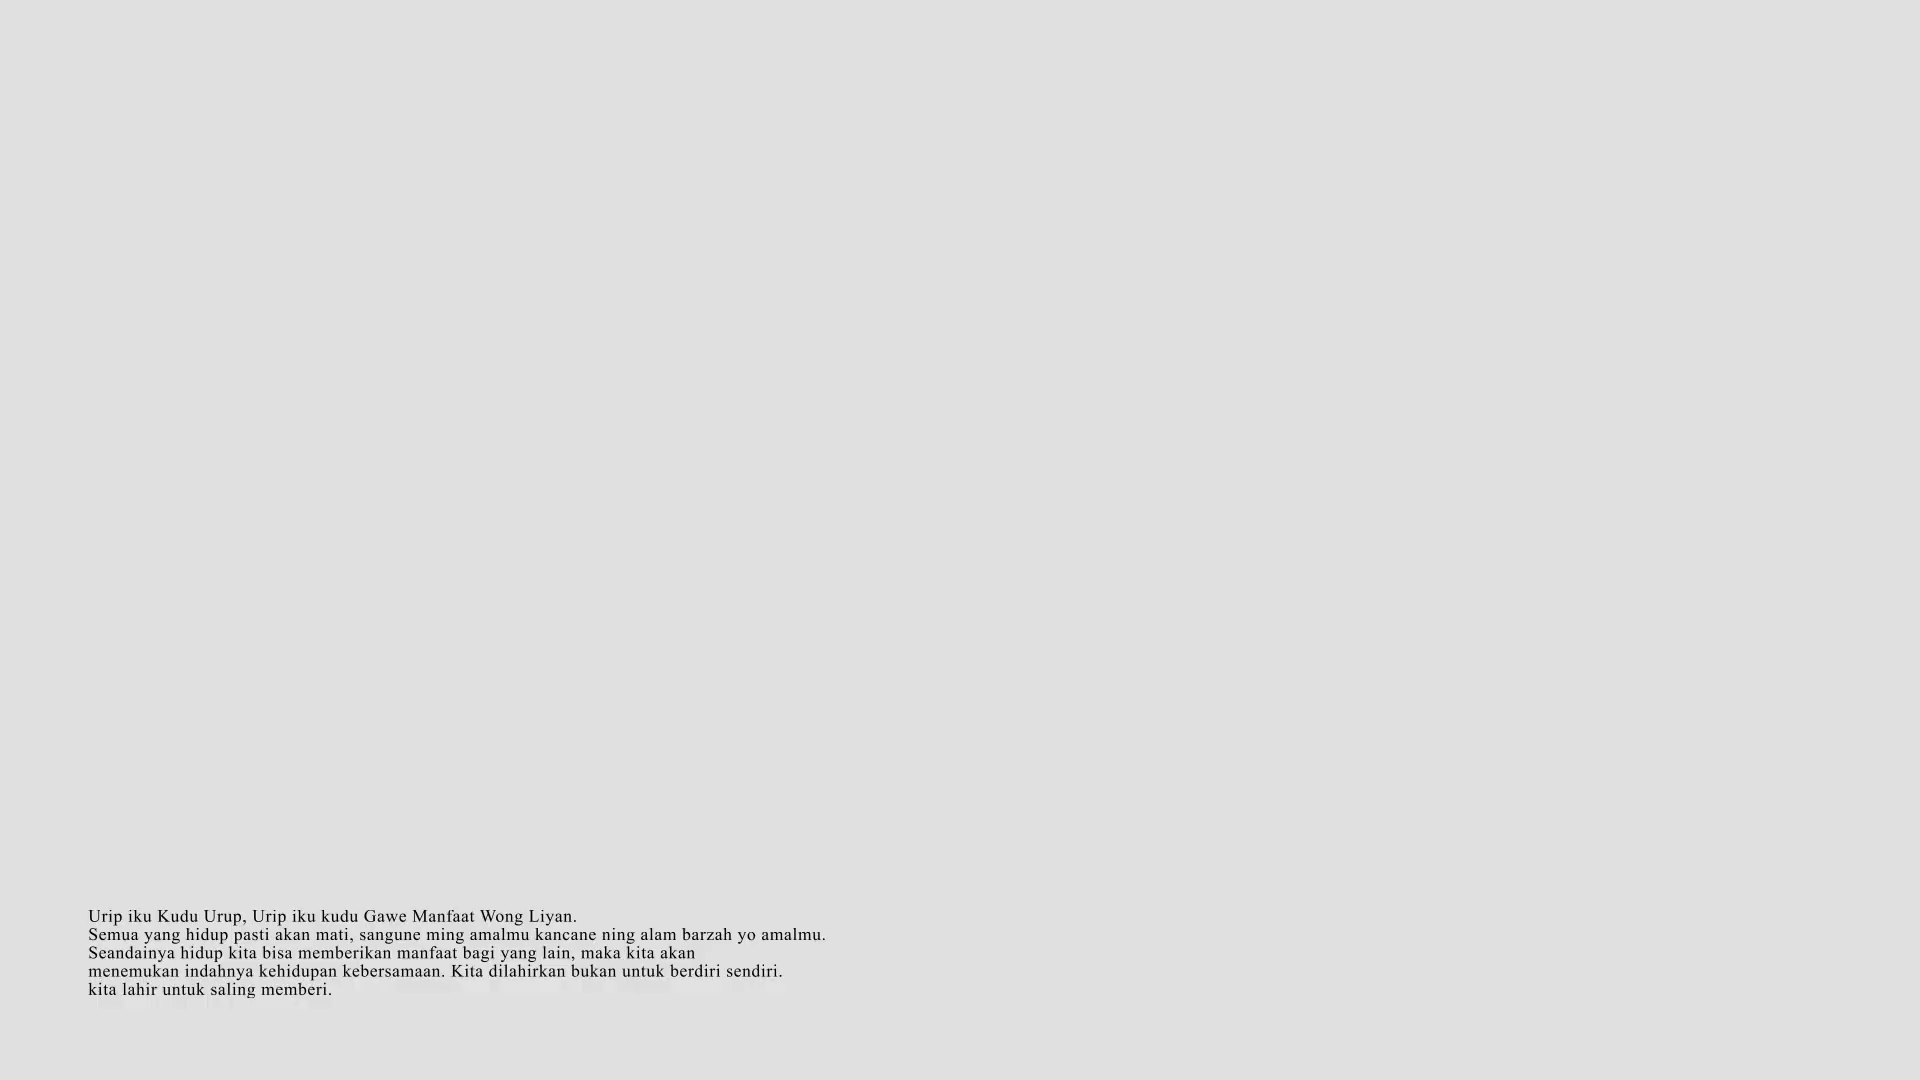 Urip iku Kudu Urup, Urip iku kudu Gawe Manfaat Wong Liyan.
Semua yang hidup pasti akan mati, sangune ming amalmu kancane ning alam barzah yo amalmu.
Seandainya hidup kita bisa memberikan manfaat bagi yang lain, maka kita akan
menemukan indahnya kehidupan kebersamaan. Kita dilahirkan bukan untuk berdiri sendiri.
kita lahir untuk saling memberi.